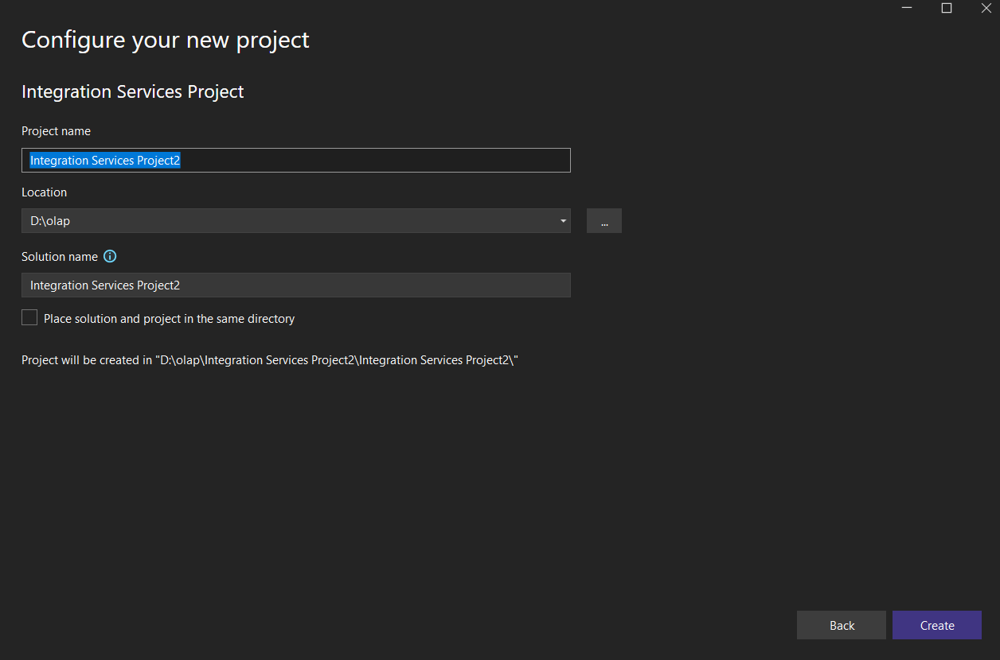 Configure your new project
Integration Services Project
Project name
Integration Services Project2
Location
D:\olap
...
Solution name
Integration Services Project2
Place solution and project in the same directory
Project will be created in "D:\olap\Integration Services Project2\Integration Services Project2\"
Back
Create